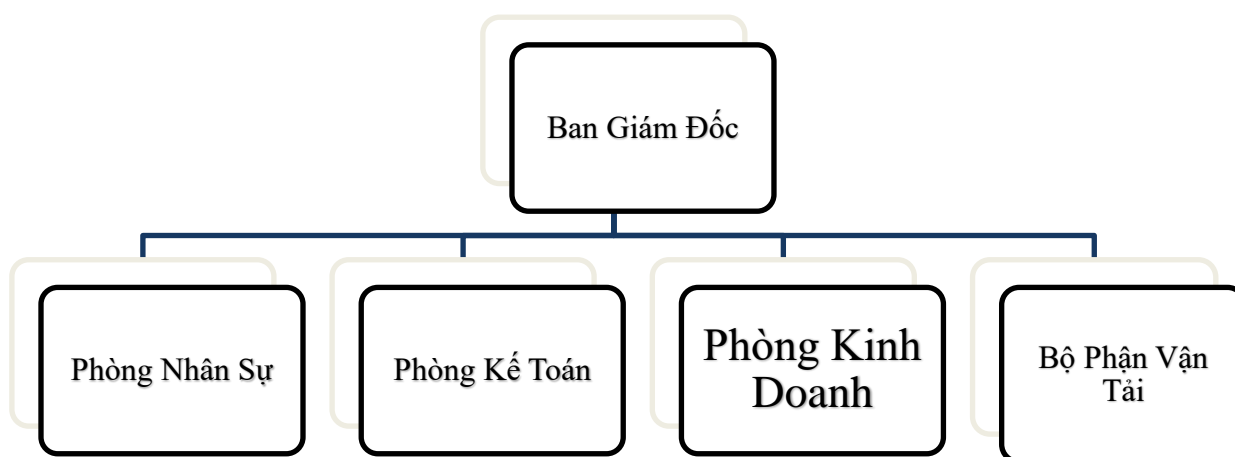 Ban Giám Đốc
Phòng Nhân Sự
Phòng Kế Toán
Phòng Kinh
Doanh
Bộ Phận Vận
Tải